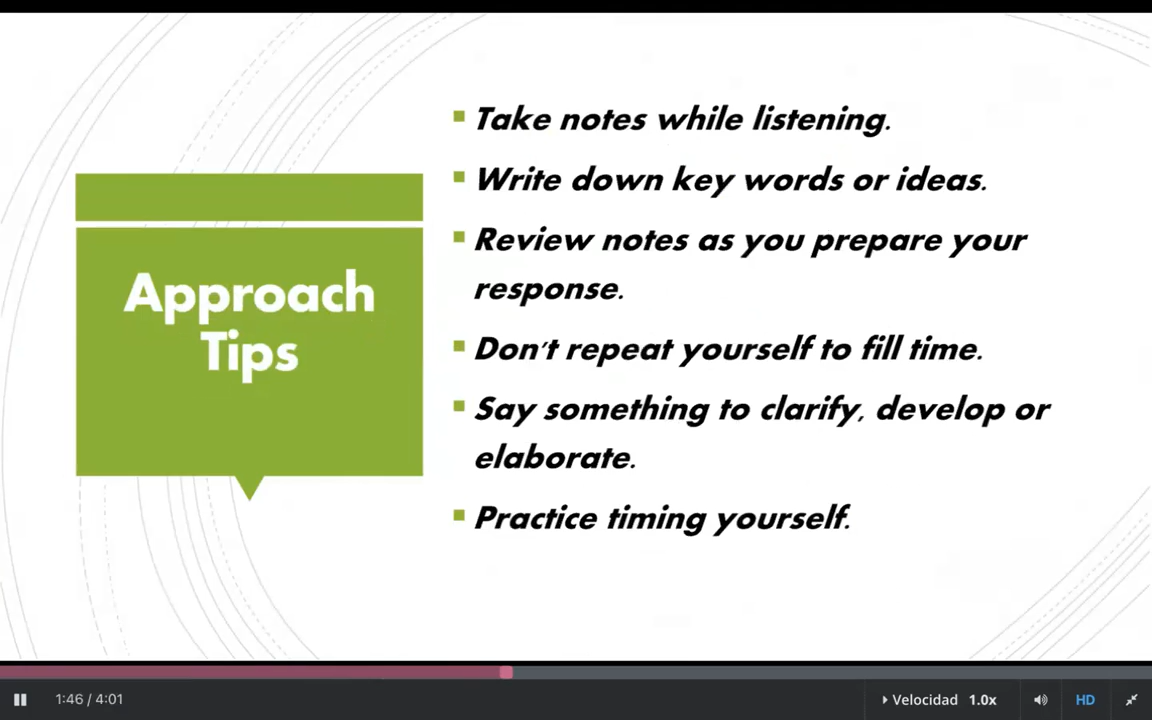 Approach
Tips
Take notes while listening.
Write down key words or ideas.
Review notes as you prepare your
response.
Don't repeat yourself to fill time.
Say something to clarify, develop or
elaborate.
Practice timing yourself.
1:46 / 4:01
Velocidad 1.0x
HD